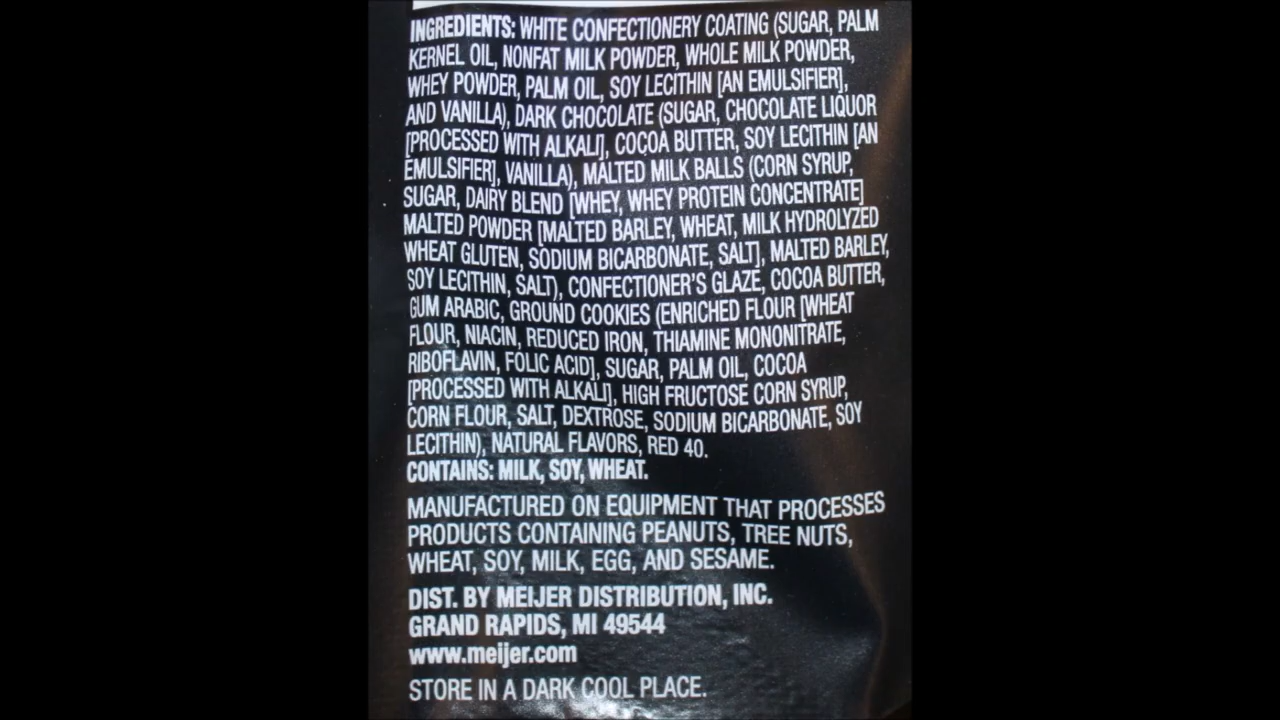 INGREDIENTS: WHITE CONFECTIONERY COATING (SUGAR, PALM
KERNEL OIL, NONFAT MILK POWDER, WHOLE MILK POWDER,
WHEY POWDER, PALM OIL, SOY LECITHIN [AN EMULSIFIER],
AND VANILLA), DARK CHOCOLATE (SUGAR, CHOCOLATE LIQUOR
[PROCESSED WITH ALKALI], COCOA BUTTER, SOY LECITHIN [AN
EMULSIFIER], VANILLA), MALTED MILK BALLS (CORN SYRUP,
SUGAR, DAIRY BLEND [WHEY, WHEY PROTEIN CONCENTRATE]
MALTED POWDER [MALTED BARLEY, WHEAT, MILK HYDROLYZED
WHEAT GLUTEN, SODIUM BICARBONATE, SALT], MALTED BARLEY,
SOY LECITHIN, SALT), CONFECTIONER'S GLAZE, COCOA BUTTER,
GUM ARABIC, GROUND COOKIES (ENRICHED FLOUR [WHEAT
FLOUR, NIACIN, REDUCED IRON, THIAMINE MONONITRATE,
RIBOFLAVIN, FOLIC ACID], SUGAR, PALM OIL, COCOA
[PROCESSED WITH ALKALI], HIGH FRUCTOSE CORN SYRUP,
CORN FLOUR, SALT, DEXTROSE, SODIUM BICARBONATE, SOY
LECITHIN), NATURAL FLAVORS, RED 40.
CONTAINS: MILK, SOY, WHEAT.
MANUFACTURED ON EQUIPMENT THAT PROCESSES
PRODUCTS CONTAINING PEANUTS, TREE NUTS,
WHEAT, SOY, MILK, EGG, AND SESAME.
DIST. BY MEIJER DISTRIBUTION, INC.
GRAND RAPIDS, MI 49544
www.meijer.com
STORE IN A DARK COOL PLACE.